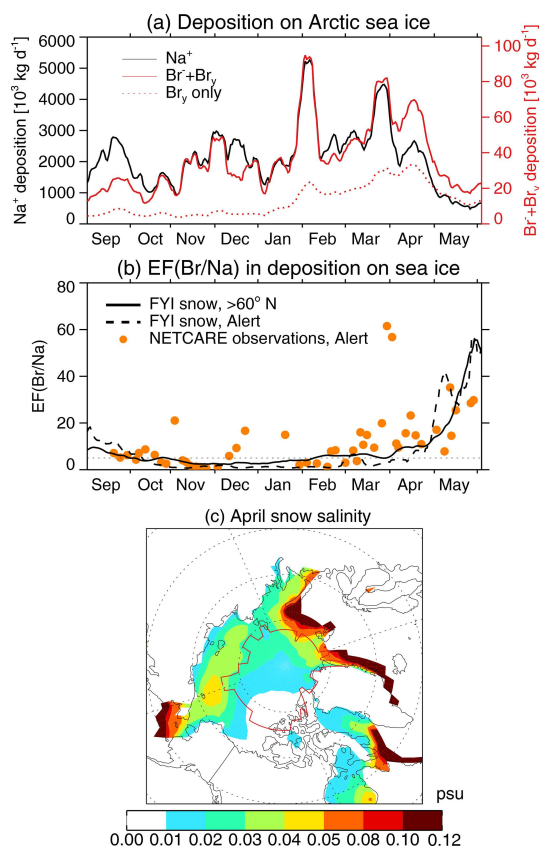 (a) Deposition on Arctic sea ice
Na⁺ deposition [10³ kg d⁻¹]
6000
5000
4000
3000
2000
1000
0
Na⁺
Br⁻+Brᵧ
Brᵧ only
100
80
60
40
20
0
Br⁻+Brᵧ deposition [10³ kg d⁻¹]
Sep Oct Nov Dec Jan Feb Mar Apr May
(b) EF(Br/Na) in deposition on sea ice
EF(Br/Na)
80
60
40
20
0
FYI snow, >60° N
FYI snow, Alert
NETCARE observations, Alert
Sep Oct Nov Dec Jan Feb Mar Apr May
(c) April snow salinity
psu
0.00 0.01 0.02 0.03 0.04 0.05 0.08 0.10 0.12